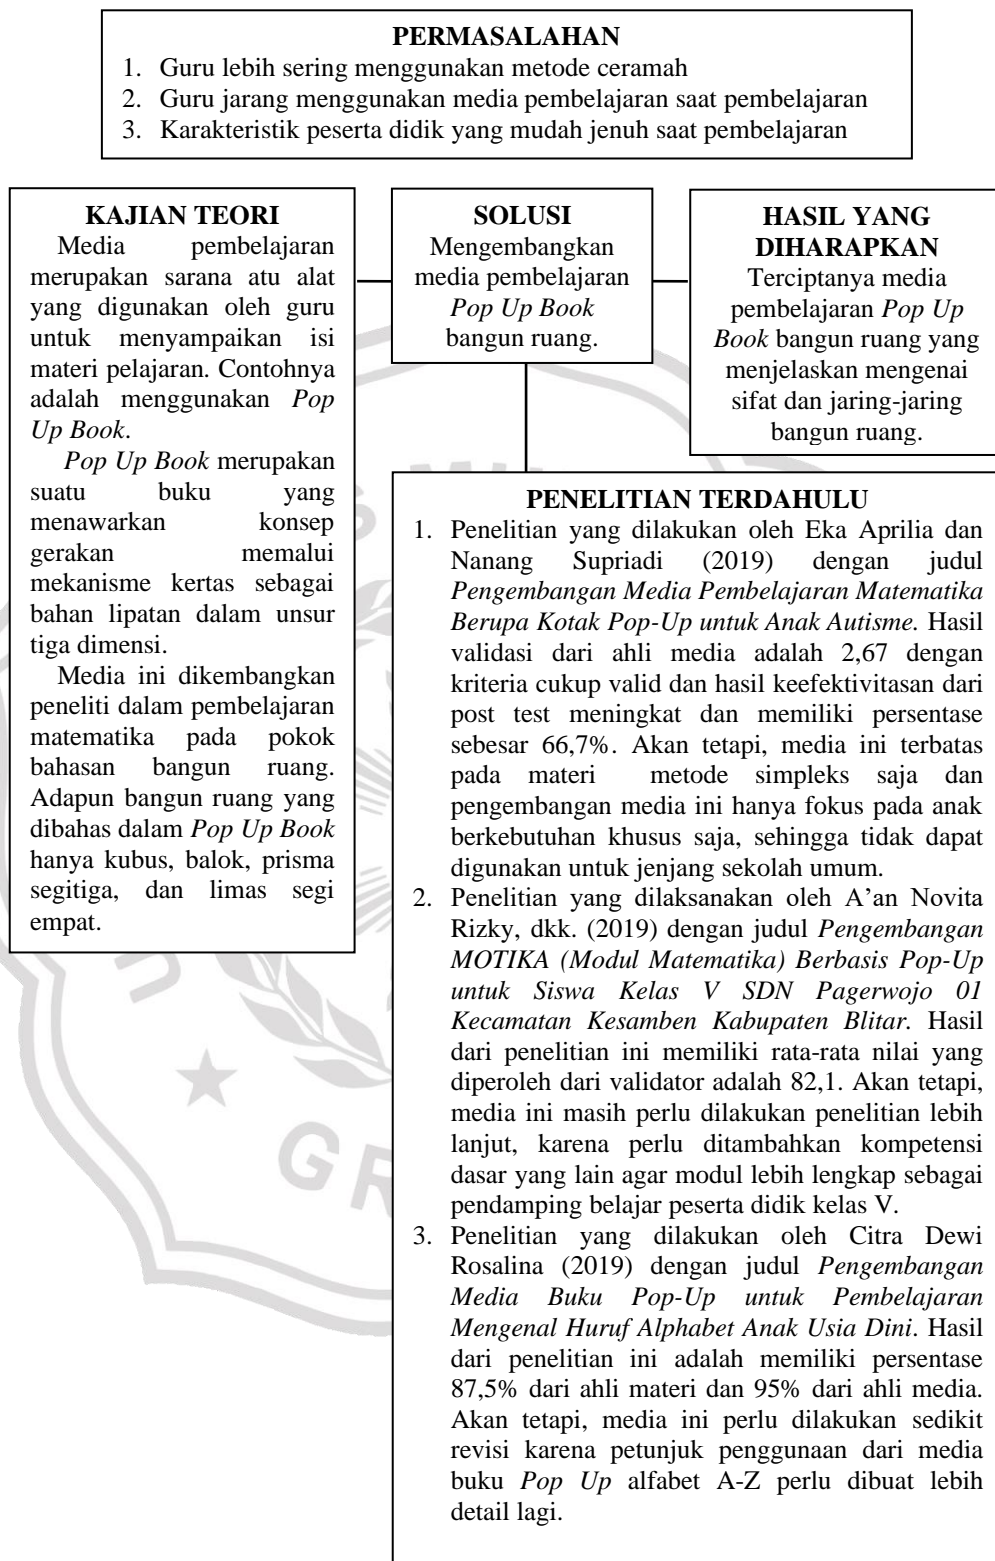 PERMASALAHAN
1. Guru lebih sering menggunakan metode ceramah
2. Guru jarang menggunakan media pembelajaran saat pembelajaran
3. Karakteristik peserta didik yang mudah jenuh saat pembelajaran
KAJIAN TEORI
Media pembelajaran
merupakan sarana atu alat
yang digunakan oleh guru
untuk menyampaikan isi
materi pelajaran. Contohnya
adalah menggunakan Pop
Up Book.
Pop Up Book merupakan
suatu buku yang
menawarkan konsep
gerakan memalui
mekanisme kertas sebagai
bahan lipatan dalam unsur
tiga dimensi.
Media ini dikembangkan
peneliti dalam pembelajaran
matematika pada pokok
bahasan bangun ruang.
Adapun bangun ruang yang
dibahas dalam Pop Up Book
hanya kubus, balok, prisma
segitiga, dan limas segi
empat.
SOLUSI
Mengembangkan
media pembelajaran
Pop Up Book
bangun ruang.
HASIL YANG
DIHARAPKAN
Terciptanya media
pembelajaran Pop Up
Book bangun ruang yang
menjelaskan mengenai
sifat dan jaring-jaring
bangun ruang.
PENELITIAN TERDAHULU
1. Penelitian yang dilakukan oleh Eka Aprilia dan
Nanang Supriadi (2019) dengan judul
Pengembangan Media Pembelajaran Matematika
Berupa Kotak Pop-Up untuk Anak Autisme. Hasil
validasi dari ahli media adalah 2,67 dengan
kriteria cukup valid dan hasil keefektivitasan dari
post test meningkat dan memiliki persentase
sebesar 66,7%. Akan tetapi, media ini terbatas
pada materi metode simpleks saja dan
pengembangan media ini hanya fokus pada anak
berkebutuhan khusus saja, sehingga tidak dapat
digunakan untuk jenjang sekolah umum.
2. Penelitian yang dilaksanakan oleh A’an Novita
Rizky, dkk. (2019) dengan judul Pengembangan
MOTIKA (Modul Matematika) Berbasis Pop-Up
untuk Siswa Kelas V SDN Pagerwojo 01
Kecamatan Kesamben Kabupaten Blitar. Hasil
dari penelitian ini memiliki rata-rata nilai yang
diperoleh dari validator adalah 82,1. Akan tetapi,
media ini masih perlu dilakukan penelitian lebih
lanjut, karena perlu ditambahkan kompetensi
dasar yang lain agar modul lebih lengkap sebagai
pendamping belajar peserta didik kelas V.
3. Penelitian yang dilakukan oleh Citra Dewi
Rosalina (2019) dengan judul Pengembangan
Media Buku Pop-Up untuk Pembelajaran
Mengenal Huruf Alphabet Anak Usia Dini. Hasil
dari penelitian ini adalah memiliki persentase
87,5% dari ahli materi dan 95% dari ahli media.
Akan tetapi, media ini perlu dilakukan sedikit
revisi karena petunjuk penggunaan dari media
buku Pop Up alfabet A-Z perlu dibuat lebih
detail lagi.